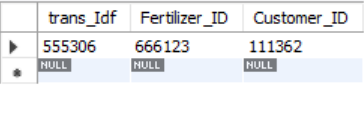 trans_Idf Fertilizer_ID Customer_ID
555306 666123 111362
NULL NULL NULL